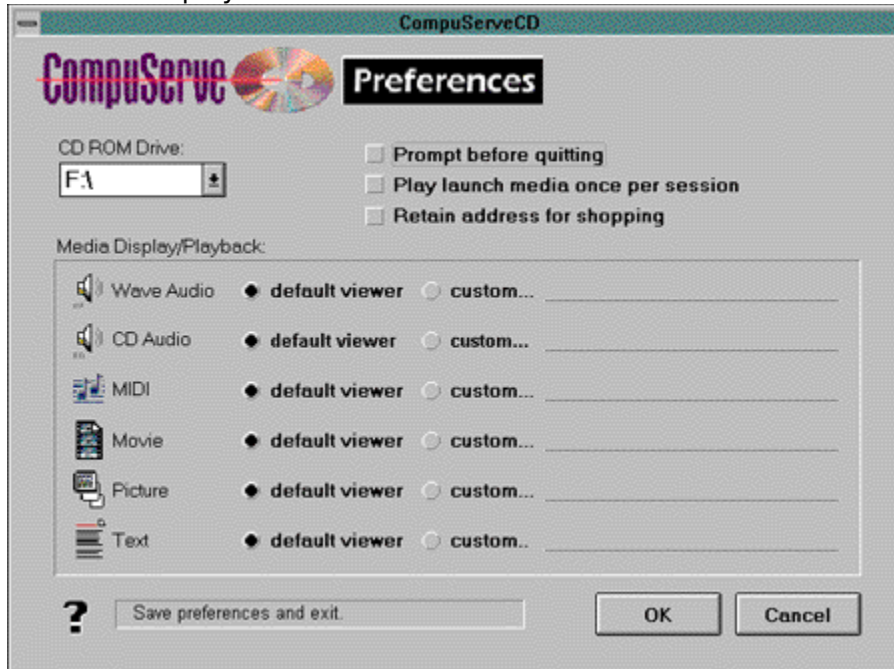 CompuServeCD
CompuServe Preferences
CD ROM Drive:
F:\
Prompt before quitting
Play launch media once per session
Retain address for shopping
Media Display/Playback:
Wave Audio default viewer custom...
CD Audio default viewer custom...
MIDI default viewer custom...
Movie default viewer custom...
Picture default viewer custom...
Text default viewer custom..
? Save preferences and exit. OK Cancel